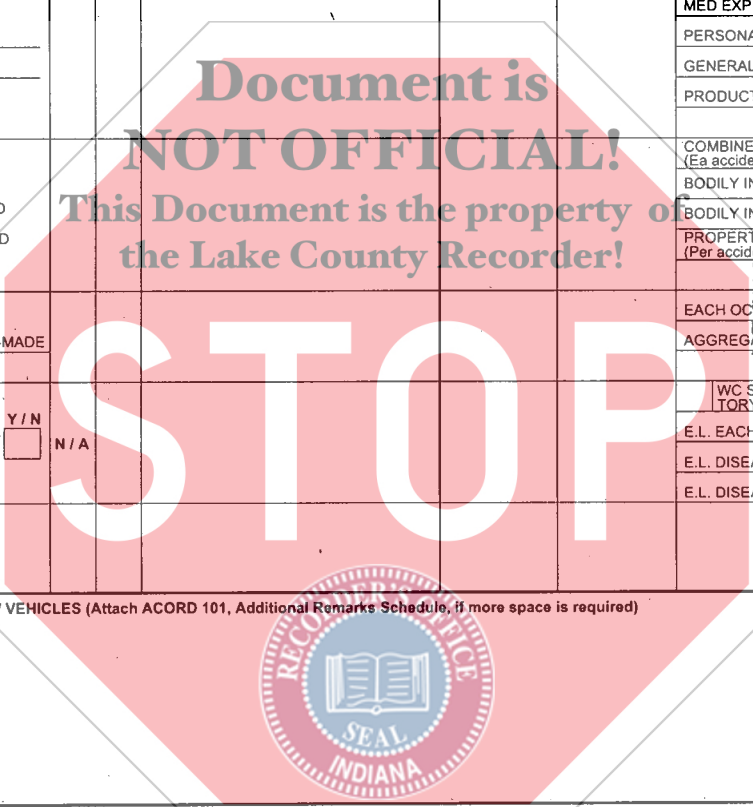 MED EXP
PERSONA
GENERAL
PRODUCT
Document is
NOT OFFICIAL!
This Document is the property of
the Lake County Recorder!
COMBINE
(Ea accide
BODILY IN
BODILY IN
PROPERT
(Per accid
D
D
EACH OC
-MADE
AGGREGA
STOP
WC S
TORY
Y / N
N / A
E.L. EACH
E.L. DISEA
E.L. DISEA
/ VEHICLES (Attach ACORD 101, Additional Remarks Schedule, if more space is required)
RECORDER'S OFFICE
SEAL
INDIANA